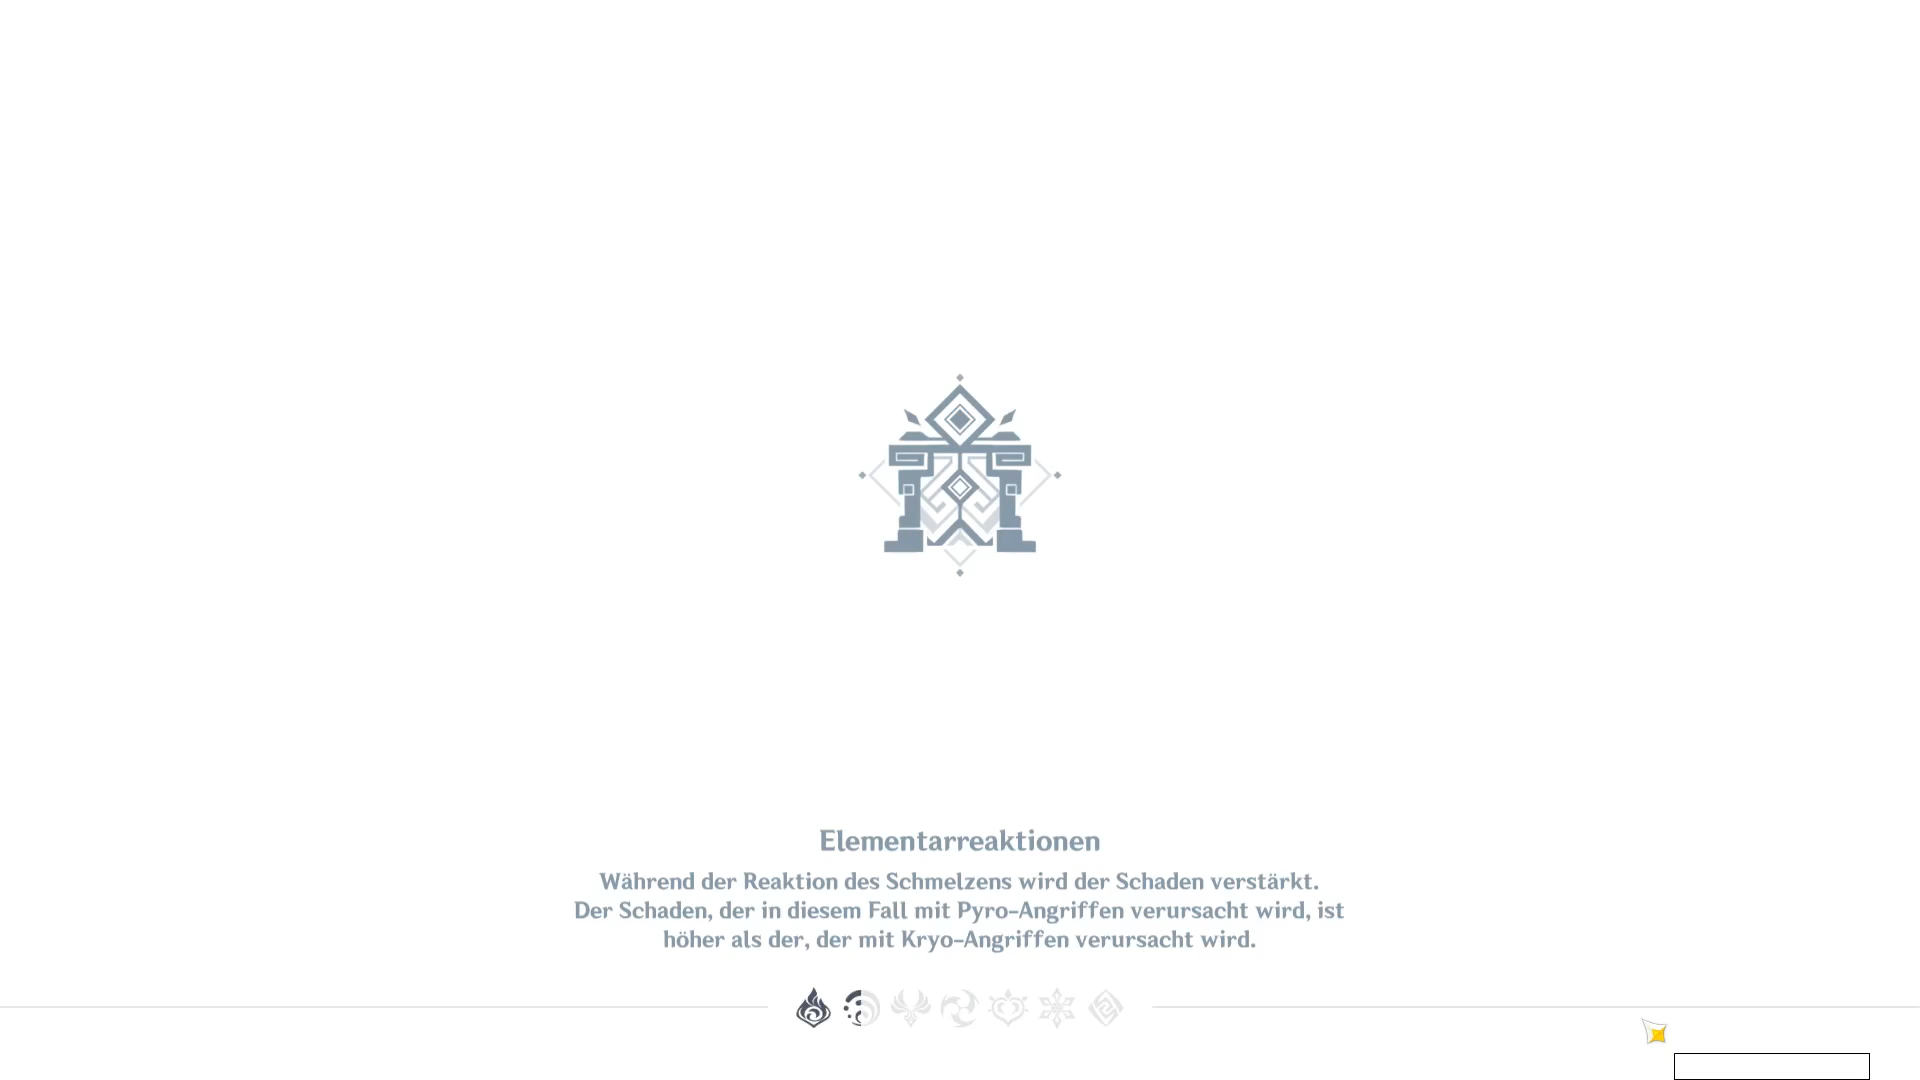 Elementarreaktionen
Während der Reaktion des Schmelzens wird der Schaden verstärkt.
Der Schaden, der in diesem Fall mit Pyro-Angriffen verursacht wird, ist
höher als der, der mit Kryo-Angriffen verursacht wird.